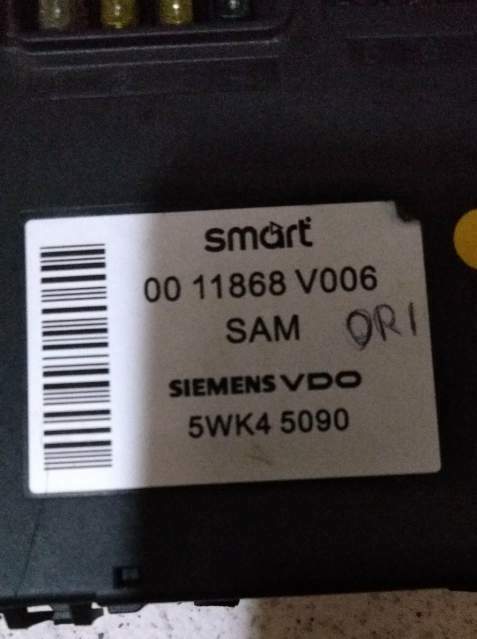 smart
00 11868 V006
SAM ORI
SIEMENS VDO
5WK4 5090